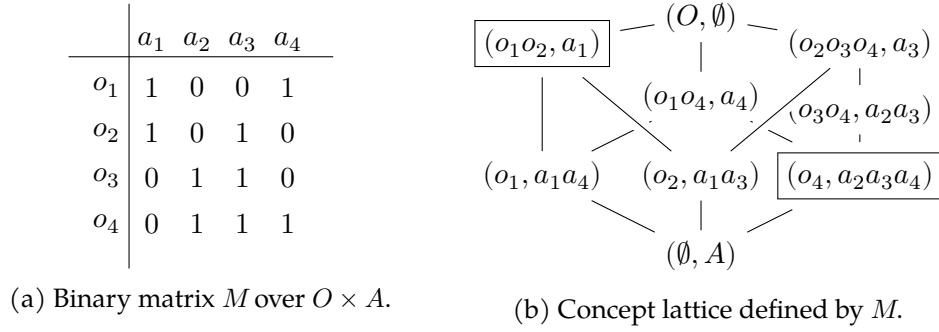 a₁ a₂ a₃ a₄
o₁ 1 0 0 1
o₂ 1 0 1 0
o₃ 0 1 1 0
o₄ 0 1 1 1
(a) Binary matrix M over O × A.
(O, ∅)
(o₁o₂, a₁)
(o₂o₃o₄, a₃)
(o₁o₄, a₄)
(o₃o₄, a₂a₃)
(o₁, a₁a₄)
(o₂, a₁a₃)
(o₄, a₂a₃a₄)
(∅, A)
(b) Concept lattice defined by M.